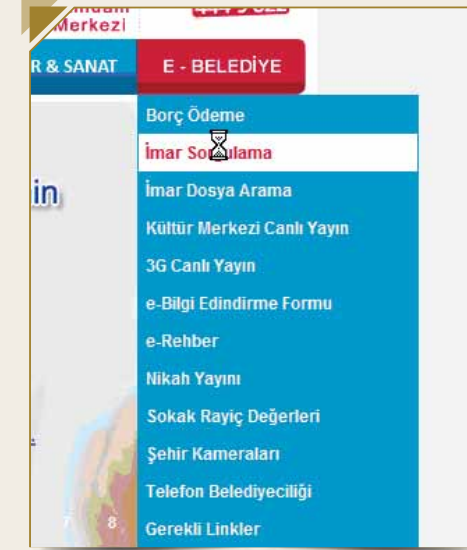 Merkezi
R & SANAT
E - BELEDİYE
Borç Ödeme
İmar Sorgulama
İmar Dosya Arama
in
Kültür Merkezi Canlı Yayın
3G Canlı Yayın
e-Bilgi Edindirme Formu
e-Rehber
Nikah Yayını
Sokak Rayiç Değerleri
Şehir Kameraları
Telefon Belediyeciliği
7 8
Gerekli Linkler